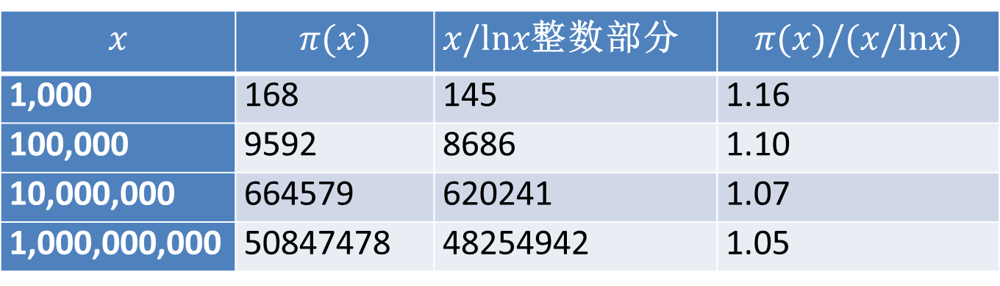 x π(x) x/lnx整数部分 π(x)/(x/lnx)
1,000 168 145 1.16
100,000 9592 8686 1.10
10,000,000 664579 620241 1.07
1,000,000,000 50847478 48254942 1.05